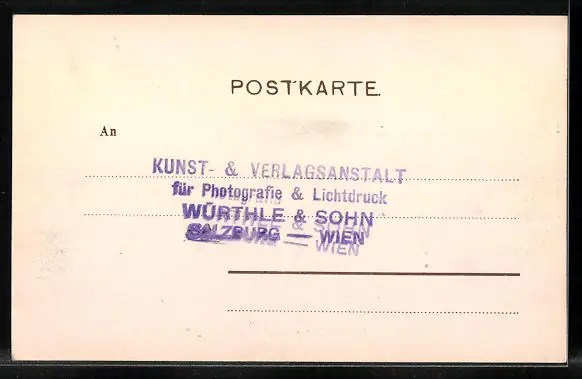 POSTKARTE.
An
KUNST- & VERLAGSANSTALT
für Photografie & Lichtdruck
WÜRTHLE & SOHN
SALZBURG — WIEN